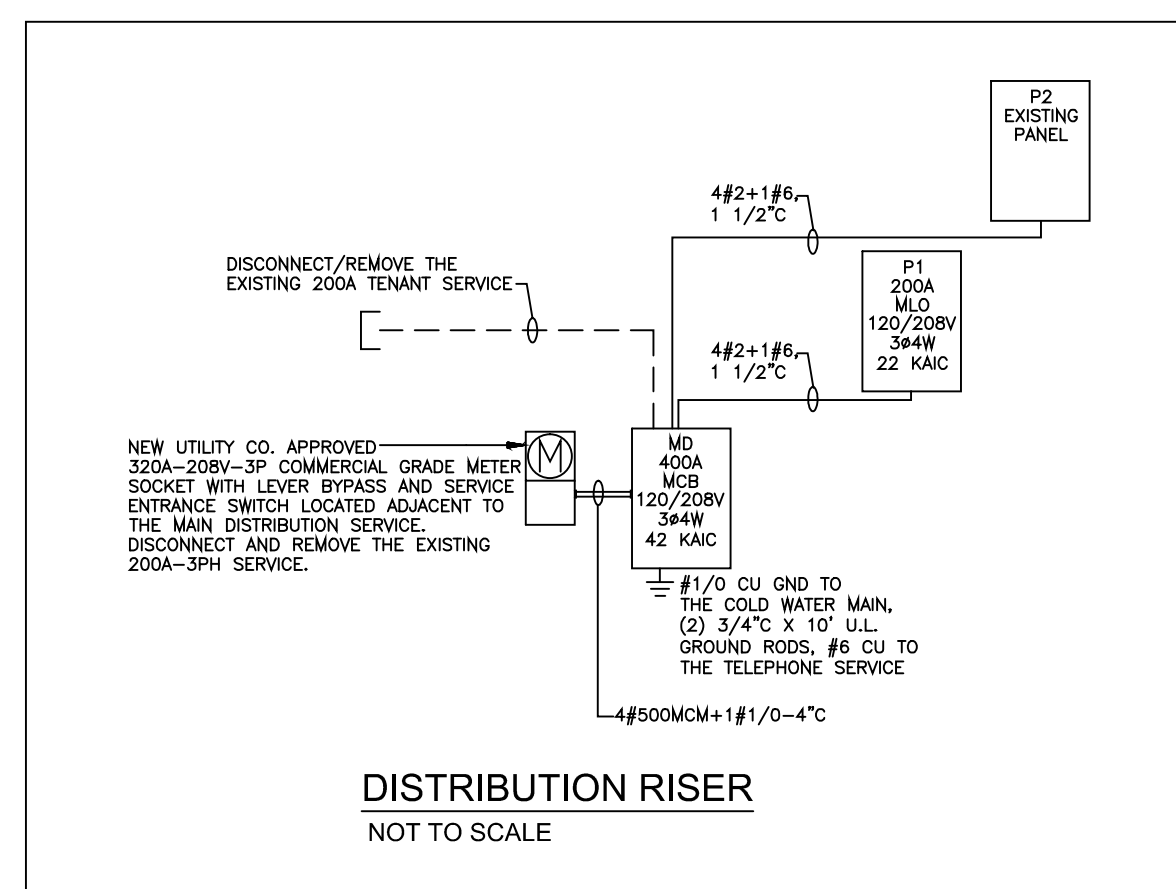 P2
EXISTING
PANEL
4#2+1#6,
1 1/2"C
DISCONNECT/REMOVE THE
EXISTING 200A TENANT SERVICE
P1
200A
MLO
120/208V
3ø4W
22 KAIC
4#2+1#6,
1 1/2"C
NEW UTILITY CO. APPROVED
320A-208V-3P COMMERCIAL GRADE METER
SOCKET WITH LEVER BYPASS AND SERVICE
ENTRANCE SWITCH LOCATED ADJACENT TO
THE MAIN DISTRIBUTION SERVICE.
DISCONNECT AND REMOVE THE EXISTING
200A-3PH SERVICE.
M
MD
400A
MCB
120/208V
3ø4W
42 KAIC
#1/0 CU GND TO
THE COLD WATER MAIN,
(2) 3/4"C X 10' U.L.
GROUND RODS, #6 CU TO
THE TELEPHONE SERVICE
4#500MCM+1#1/0-4"C
DISTRIBUTION RISER
NOT TO SCALE